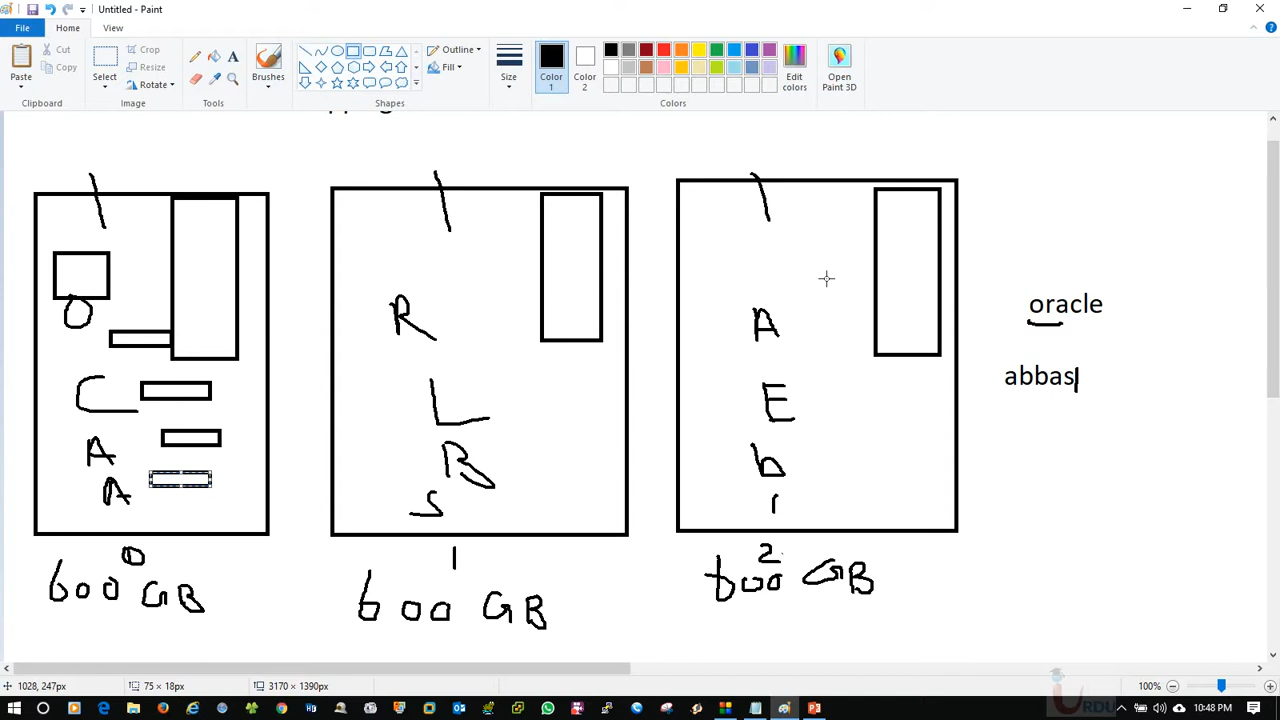 Untitled - Paint
File Home View
Paste
Cut
Copy
Clipboard
Select
Crop
Resize
Rotate
Image
Tools
Brushes
Outline
Fill
Shapes
Size
Color 1
Color 2
Edit colors
Colors
Open Paint 3D
O R A
oracle
C L E
abbas
A R b
A S I
0 1 2
600 GB 600 GB 600 GB
1028, 247px 75 × 18px 3170 × 1390px 100%
URDU
10:48 PM